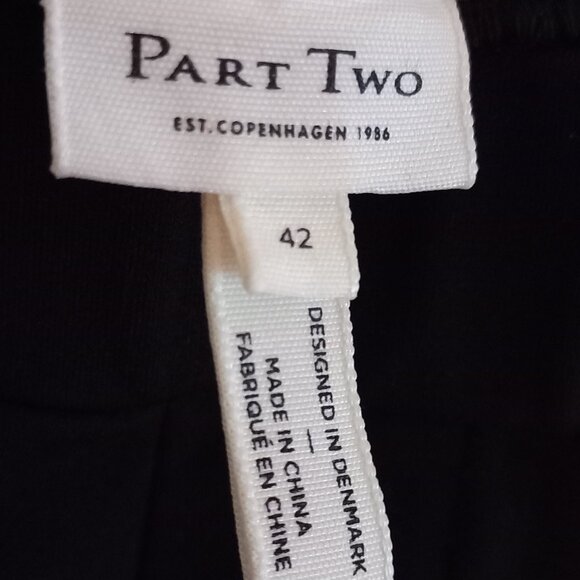 PART TWO
EST. COPENHAGEN 1986
42
DESIGNED IN DENMARK
—
MADE IN CHINA
FABRIQUÉ EN CHINE